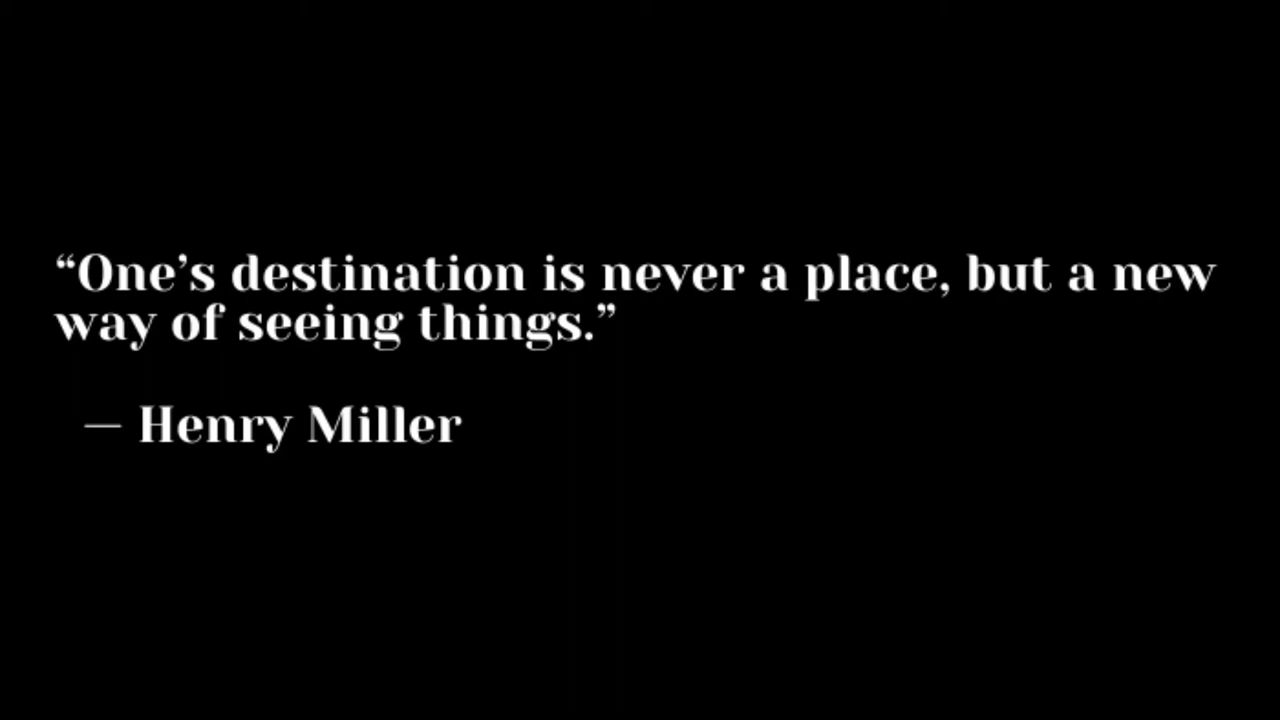 “One’s destination is never a place, but a new
way of seeing things.”
— Henry Miller